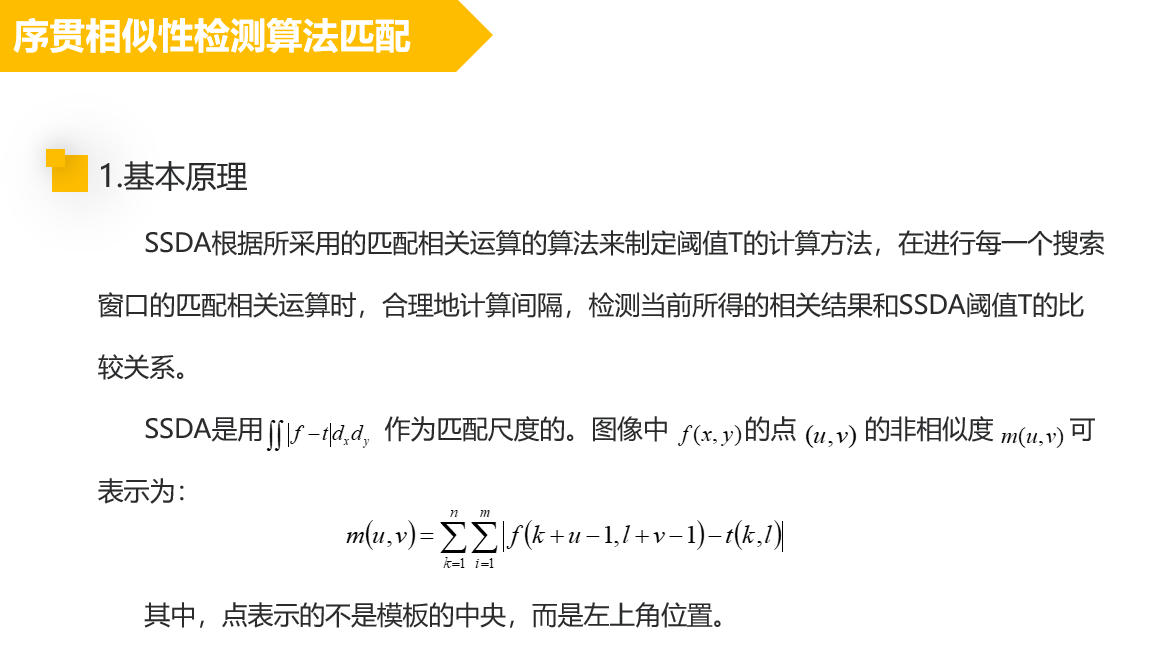 序贯相似性检测算法匹配
1.基本原理
SSDA根据所采用的匹配相关运算的算法来制定阈值T的计算方法，在进行每一个搜索
窗口的匹配相关运算时，合理地计算间隔，检测当前所得的相关结果和SSDA阈值T的比
较关系。
SSDA是用∬|f−t|dₓdᵧ 作为匹配尺度的。图像中 f(x,y)的点 (u,v) 的非相似度 m(u,v) 可
表示为：
m(u,v)=∑_{k=1}^{n}∑_{i=1}^{m}|f(k+u−1,l+v−1)−t(k,l)|
其中，点表示的不是模板的中央，而是左上角位置。